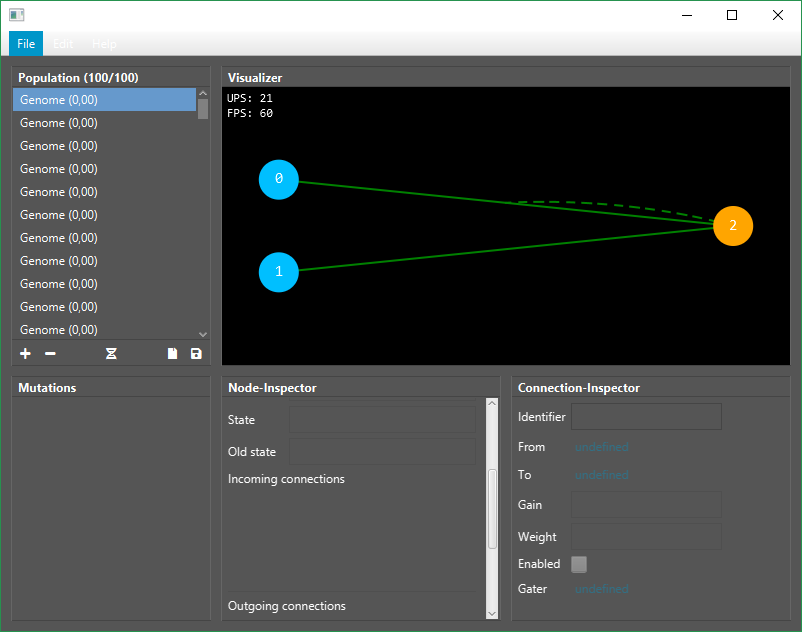 File Edit Help
Population (100/100)
Genome (0,00)
Genome (0,00)
Genome (0,00)
Genome (0,00)
Genome (0,00)
Genome (0,00)
Genome (0,00)
Genome (0,00)
Genome (0,00)
Genome (0,00)
Genome (0,00)
Visualizer
UPS: 21
FPS: 60
0
1
2
Mutations
Node-Inspector
State
Old state
Incoming connections
Outgoing connections
Connection-Inspector
Identifier
From undefined
To undefined
Gain
Weight
Enabled
Gater undefined